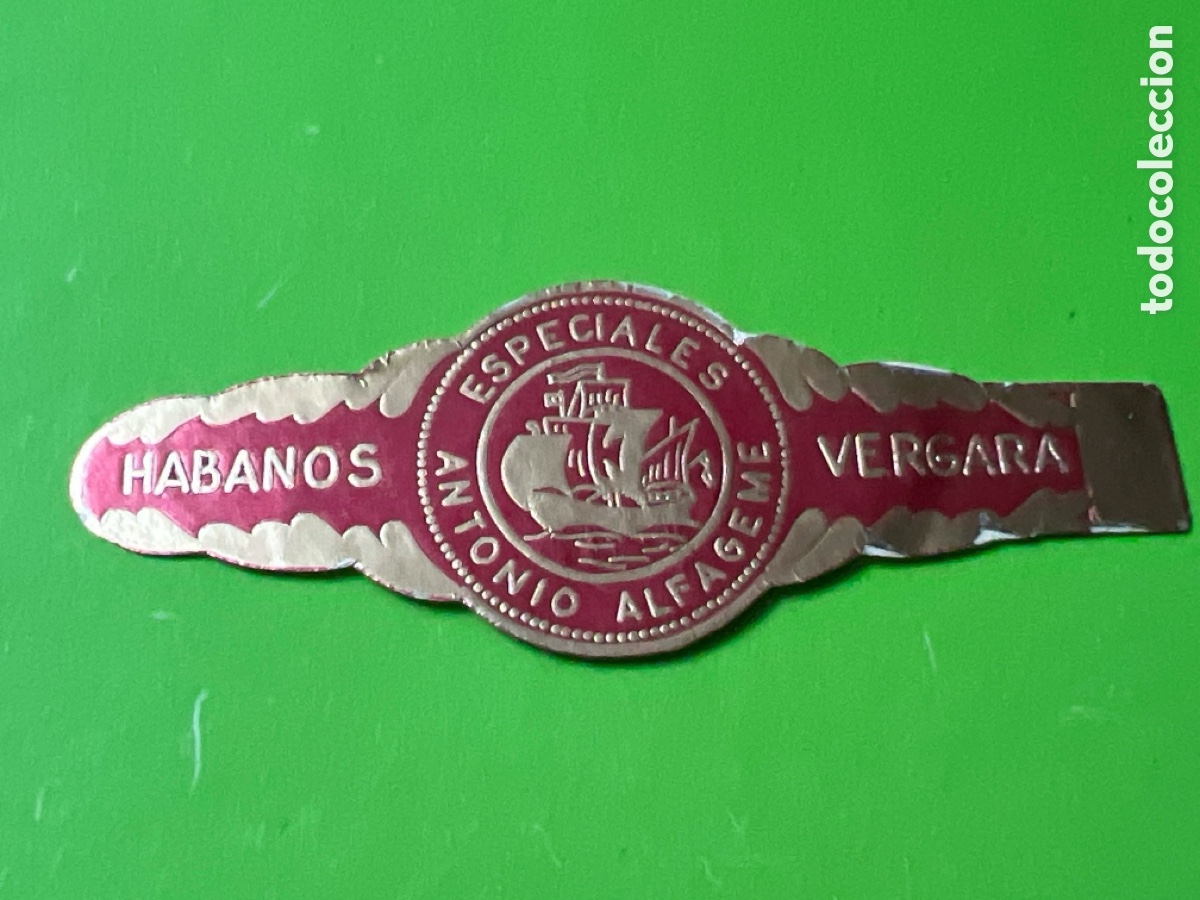 HABANOS
ESPECIALES
ANTONIO ALFAGEME
VERGARA
todocoleccion